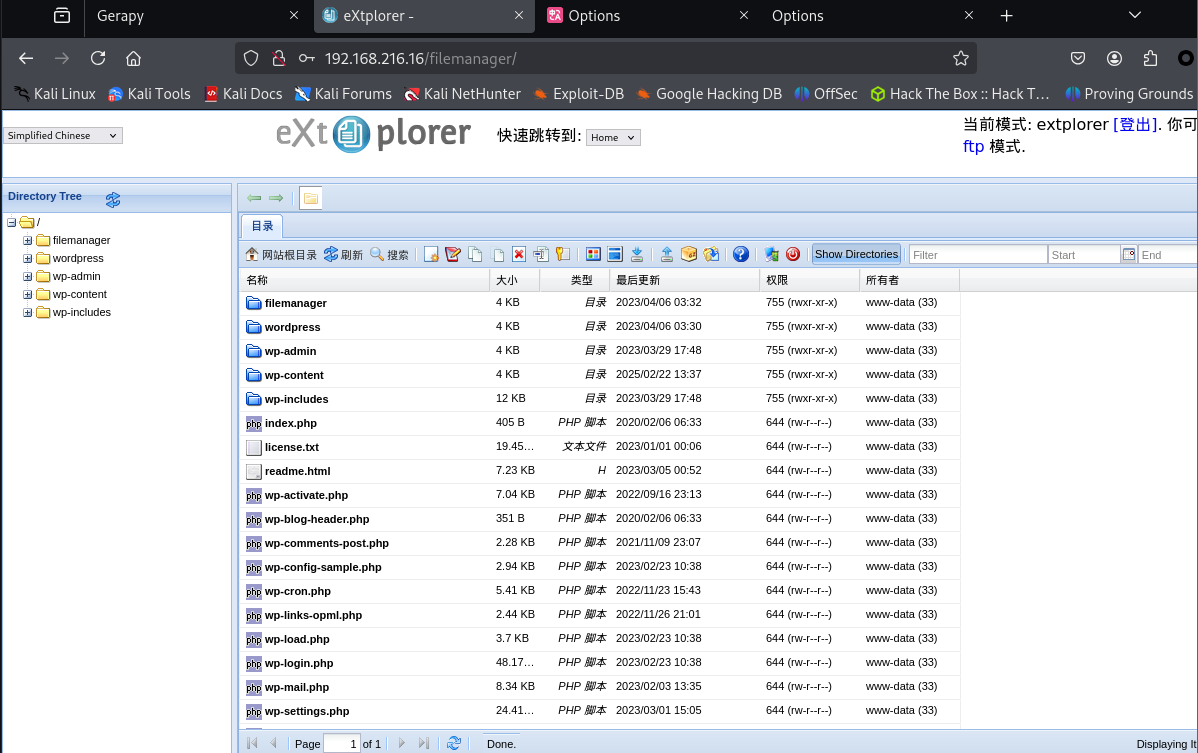 Gerapy
eXtplorer -
Options
Options
192.168.216.16/filemanager/
Kali Linux Kali Tools Kali Docs Kali Forums Kali NetHunter Exploit-DB Google Hacking DB OffSec Hack The Box :: Hack T… Proving Grounds
Simplified Chinese
eXtplorer
快速跳转到: Home
当前模式: extplorer [登出]. 你可
ftp 模式.
Directory Tree
/
filemanager
wordpress
wp-admin
wp-content
wp-includes
目录
网站根目录 刷新 搜索 Show Directories Filter Start End
名称 大小 类型 最后更新 权限 所有者
filemanager 4 KB 目录 2023/04/06 03:32 755 (rwxr-xr-x) www-data (33)
wordpress 4 KB 目录 2023/04/06 03:30 755 (rwxr-xr-x) www-data (33)
wp-admin 4 KB 目录 2023/03/29 17:48 755 (rwxr-xr-x) www-data (33)
wp-content 4 KB 目录 2025/02/22 13:37 755 (rwxr-xr-x) www-data (33)
wp-includes 12 KB 目录 2023/03/29 17:48 755 (rwxr-xr-x) www-data (33)
php index.php 405 B PHP 脚本 2020/02/06 06:33 644 (rw-r--r--) www-data (33)
license.txt 19.45... 文本文件 2023/01/01 00:06 644 (rw-r--r--) www-data (33)
readme.html 7.23 KB H 2023/03/05 00:52 644 (rw-r--r--) www-data (33)
php wp-activate.php 7.04 KB PHP 脚本 2022/09/16 23:13 644 (rw-r--r--) www-data (33)
php wp-blog-header.php 351 B PHP 脚本 2020/02/06 06:33 644 (rw-r--r--) www-data (33)
php wp-comments-post.php 2.28 KB PHP 脚本 2021/11/09 23:07 644 (rw-r--r--) www-data (33)
php wp-config-sample.php 2.94 KB PHP 脚本 2023/02/23 10:38 644 (rw-r--r--) www-data (33)
php wp-cron.php 5.41 KB PHP 脚本 2022/11/23 15:43 644 (rw-r--r--) www-data (33)
php wp-links-opml.php 2.44 KB PHP 脚本 2022/11/26 21:01 644 (rw-r--r--) www-data (33)
php wp-load.php 3.7 KB PHP 脚本 2023/02/23 10:38 644 (rw-r--r--) www-data (33)
php wp-login.php 48.17... PHP 脚本 2023/02/23 10:38 644 (rw-r--r--) www-data (33)
php wp-mail.php 8.34 KB PHP 脚本 2023/02/03 13:35 644 (rw-r--r--) www-data (33)
php wp-settings.php 24.41... PHP 脚本 2023/03/01 15:05 644 (rw-r--r--) www-data (33)
Page 1 of 1 Done. Displaying It